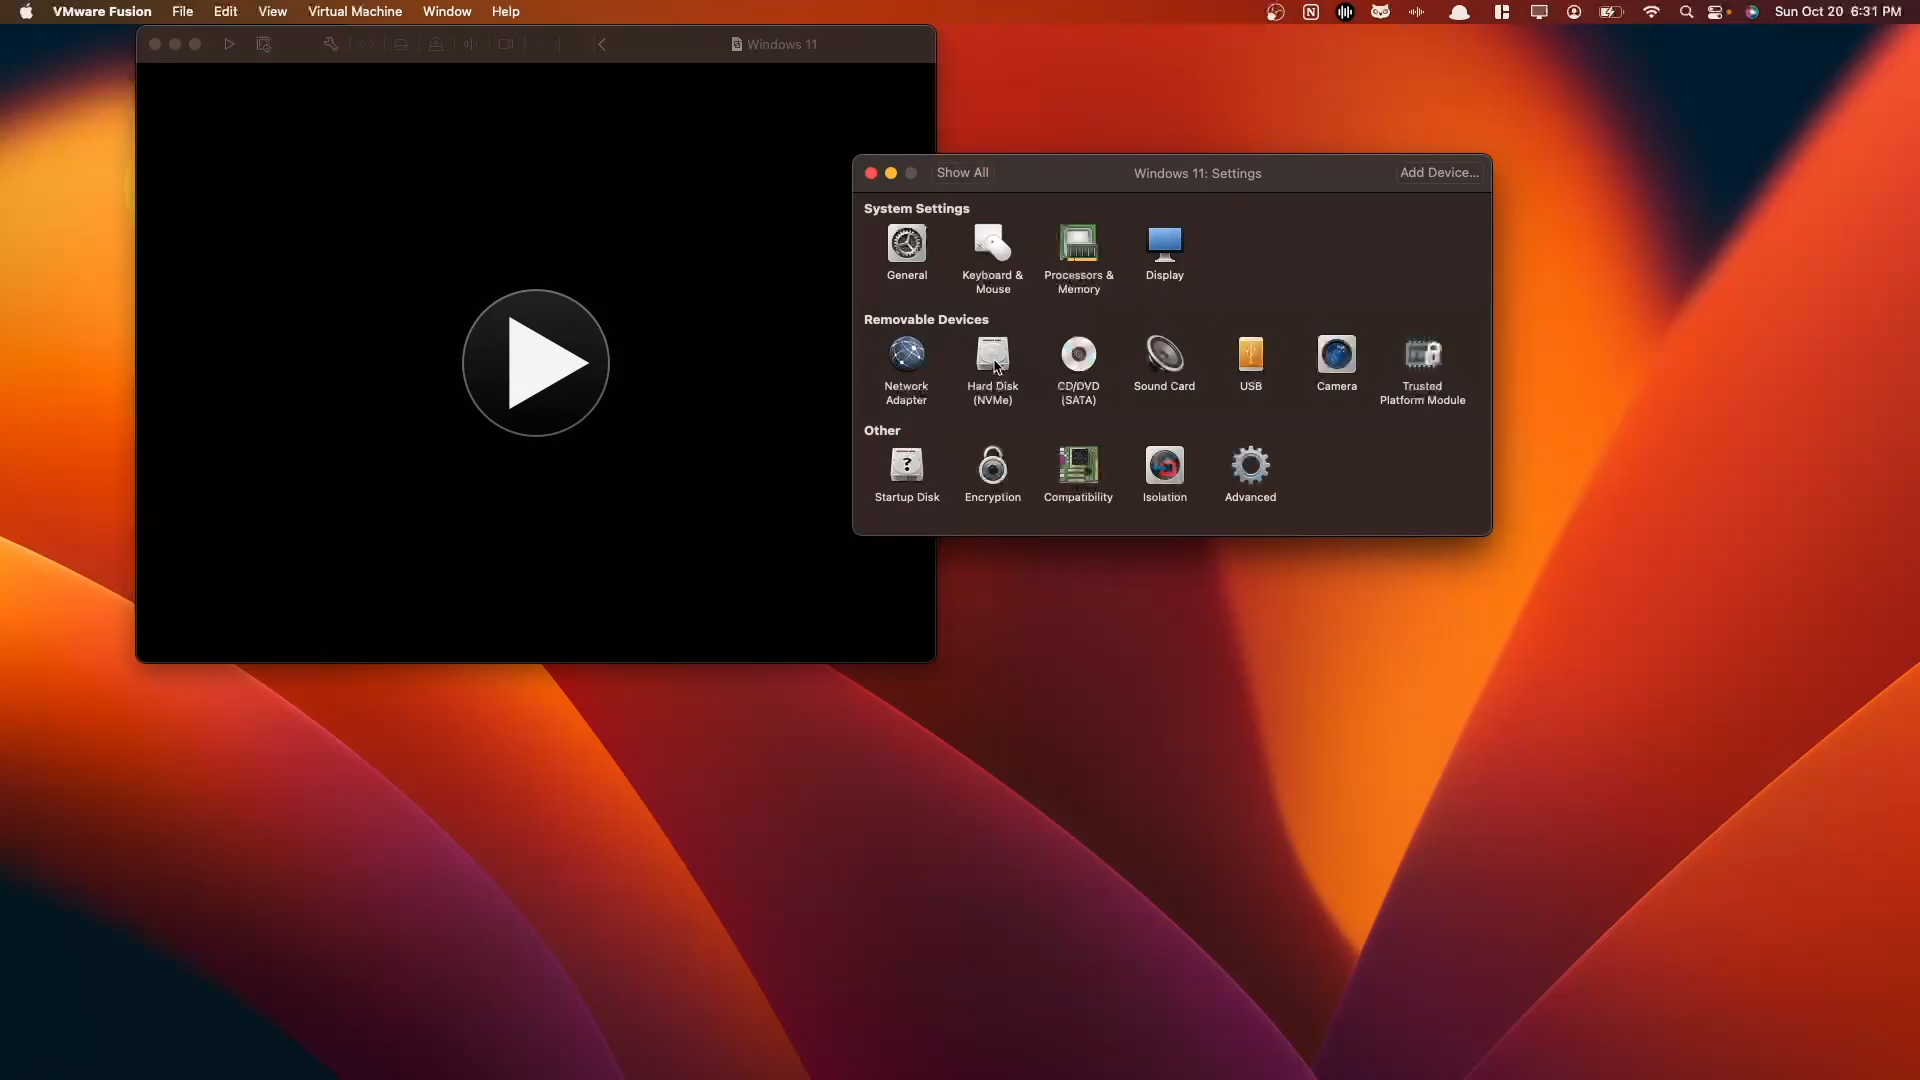 VMware Fusion File Edit View Virtual Machine Window Help Sun Oct 20 6:31 PM
Windows 11
Show All Windows 11: Settings Add Device...
System Settings
General Keyboard & Processors & Display
Mouse Memory
Removable Devices
Network Hard Disk CD/DVD Sound Card USB Camera Trusted
Adapter (NVMe) (SATA) Platform Module
Other
Startup Disk Encryption Compatibility Isolation Advanced